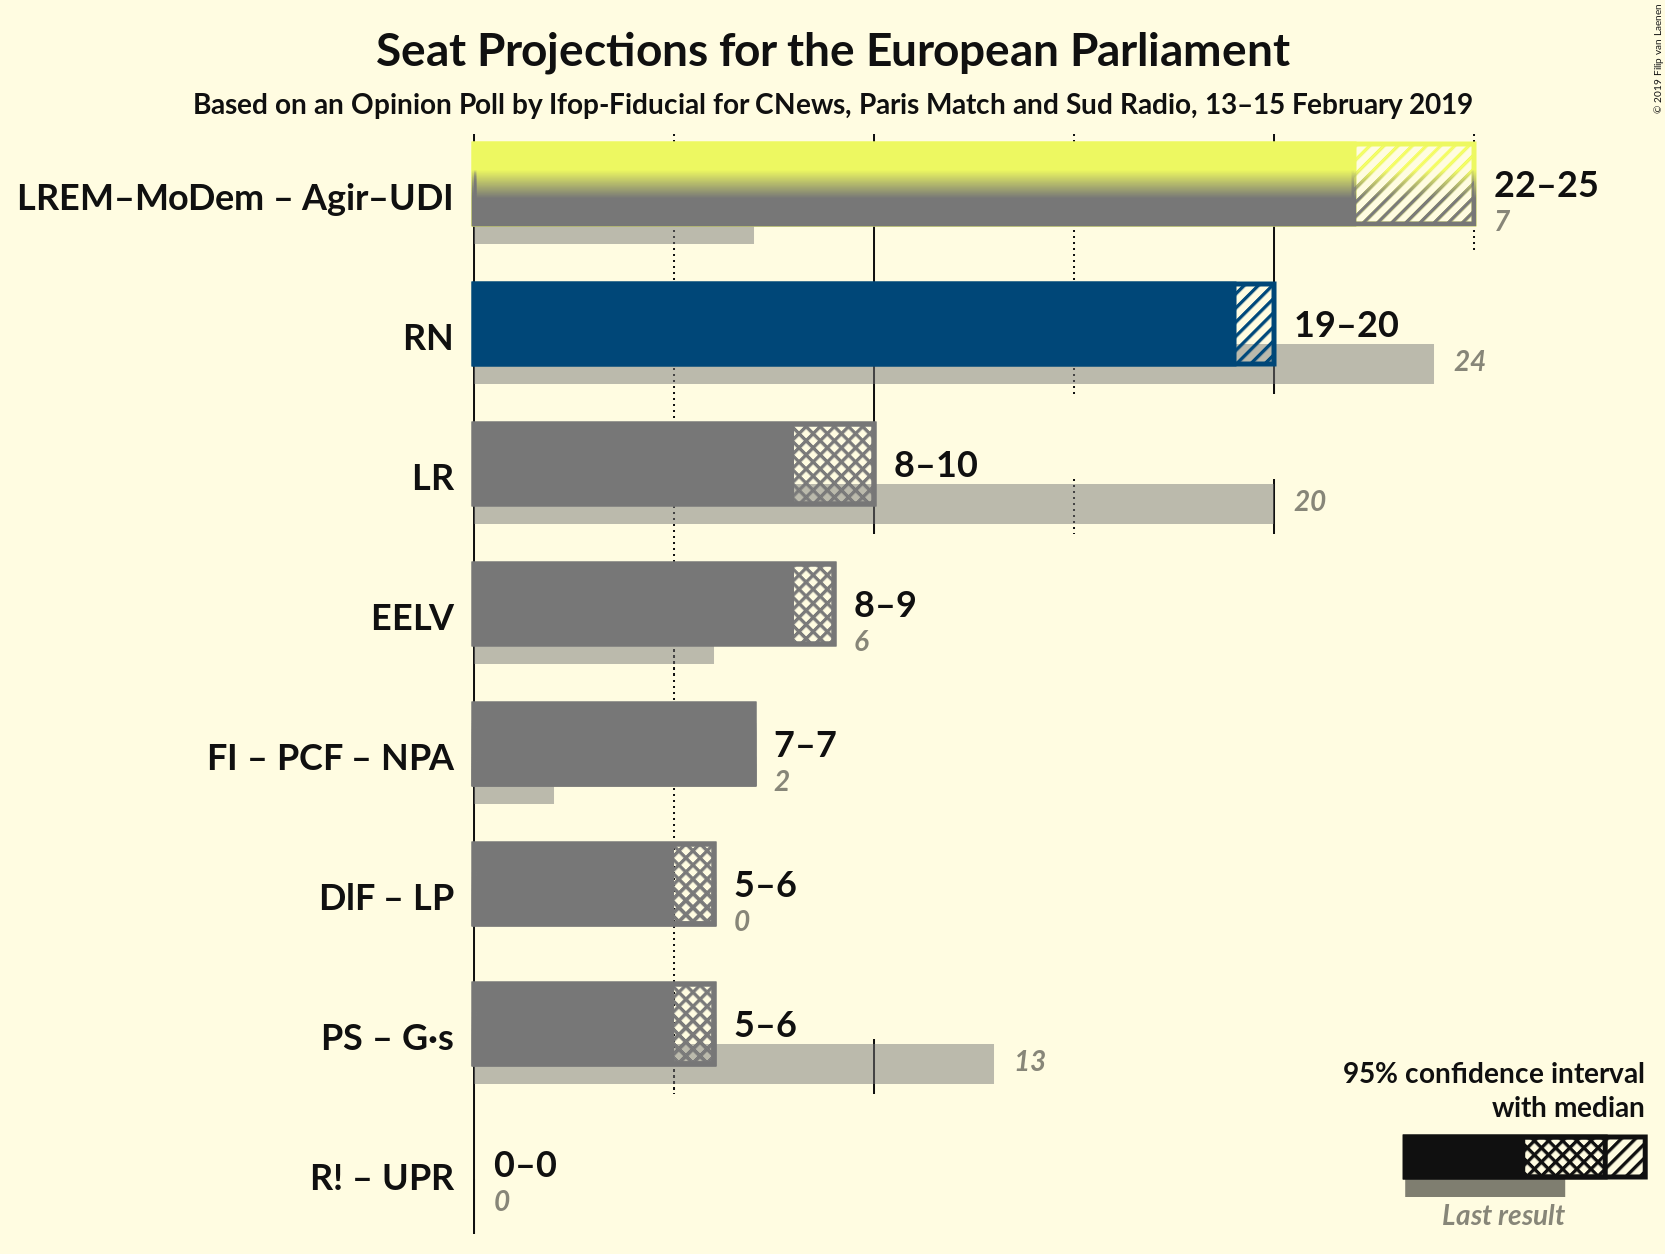 Seat Projections for the European Parliament
Based on an Opinion Poll by Ifop-Fiducial for CNews, Paris Match and Sud Radio, 13–15 February 2019
© 2019 Filip van Laenen
LREM–MoDem – Agir–UDI
22–25
7
RN
19–20
24
LR
8–10
20
EELV
8–9
6
FI – PCF – NPA
7–7
2
DlF – LP
5–6
0
PS – G·s
5–6
13
R! – UPR
0–0
0
95% confidence interval
with median
Last result